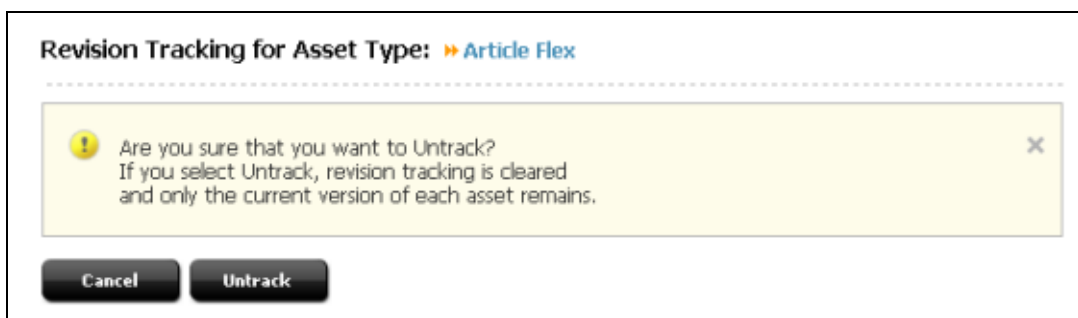 Revision Tracking for Asset Type: Article Flex
Are you sure that you want to Untrack?
If you select Untrack, revision tracking is cleared
and only the current version of each asset remains.
Cancel Untrack